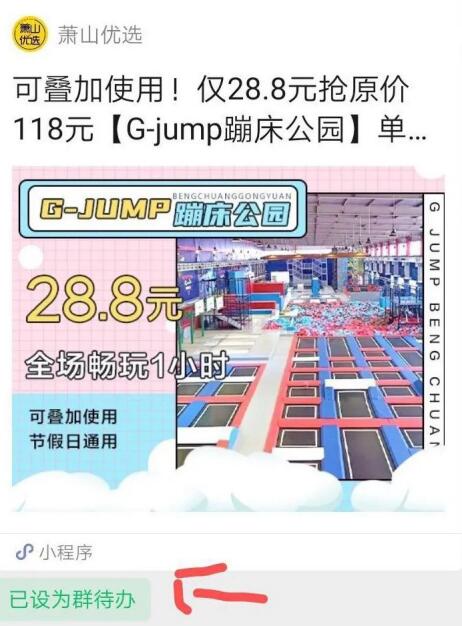 萧山
优选
萧山优选
可叠加使用！仅28.8元抢原价
118元【G-jump蹦床公园】单...
BENGCHUANGGONGYUAN
G-JUMP蹦床公园
28.8元
全场畅玩1小时
可叠加使用
节假日通用
G JUMP BENG CHUAN
小程序
已设为群待办